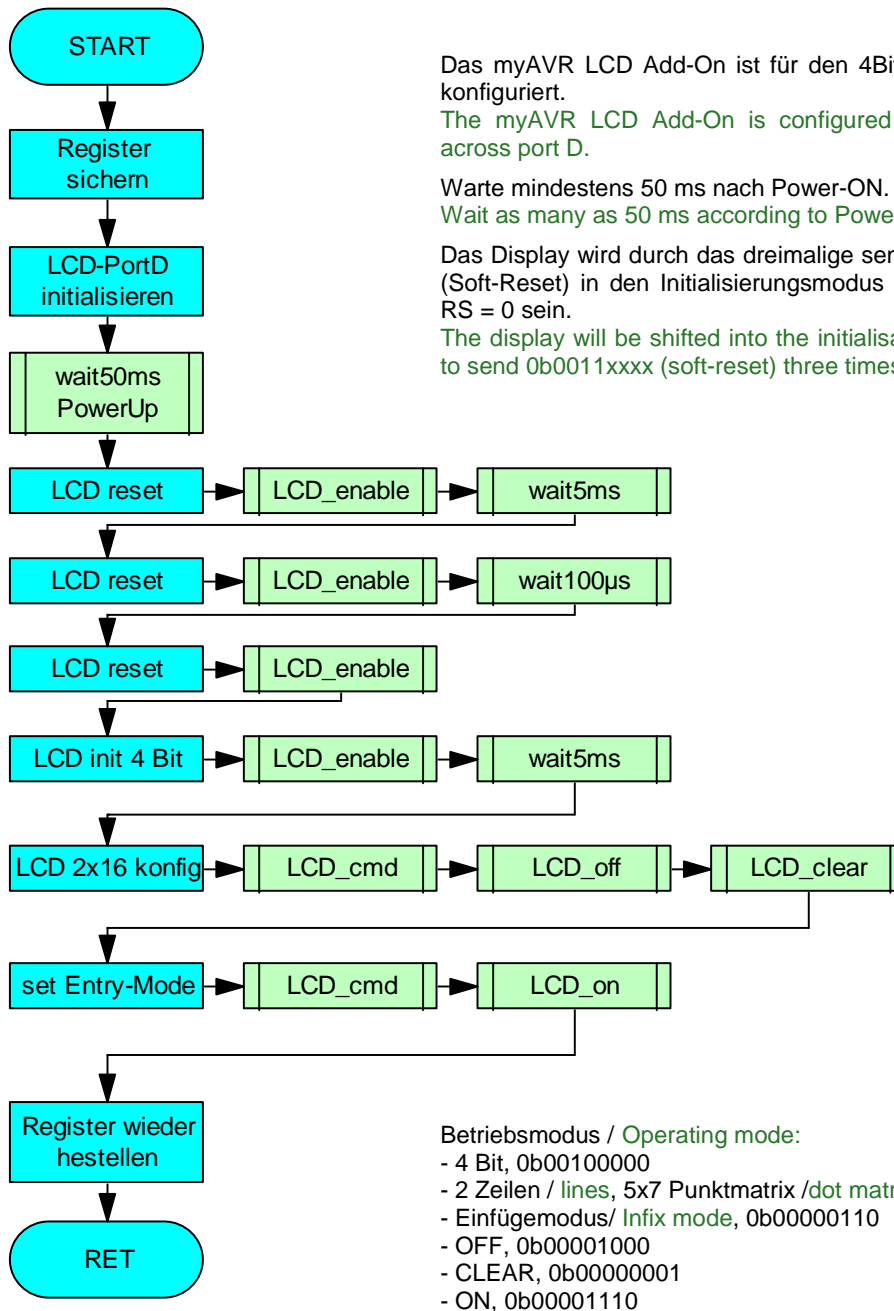 START
Das myAVR LCD Add-On ist für den 4Bit
konfiguriert.
The myAVR LCD Add-On is configured
across port D.
Register
sichern
Warte mindestens 50 ms nach Power-ON.
Wait as many as 50 ms according to Powe
LCD-PortD
initialisieren
Das Display wird durch das dreimalige sen
(Soft-Reset) in den Initialisierungsmodus
RS = 0 sein.
The display will be shifted into the initialisa
to send 0b0011xxxx (soft-reset) three times
wait50ms
PowerUp
LCD reset
LCD_enable
wait5ms
LCD reset
LCD_enable
wait100µs
LCD reset
LCD_enable
LCD init 4 Bit
LCD_enable
wait5ms
LCD 2x16 konfig
LCD_cmd
LCD_off
LCD_clear
set Entry-Mode
LCD_cmd
LCD_on
Register wieder
hestellen
RET
Betriebsmodus / Operating mode:
- 4 Bit, 0b00100000
- 2 Zeilen / lines, 5x7 Punktmatrix /dot matr
- Einfügemodus/ Infix mode, 0b00000110
- OFF, 0b00001000
- CLEAR, 0b00000001
- ON, 0b00001110